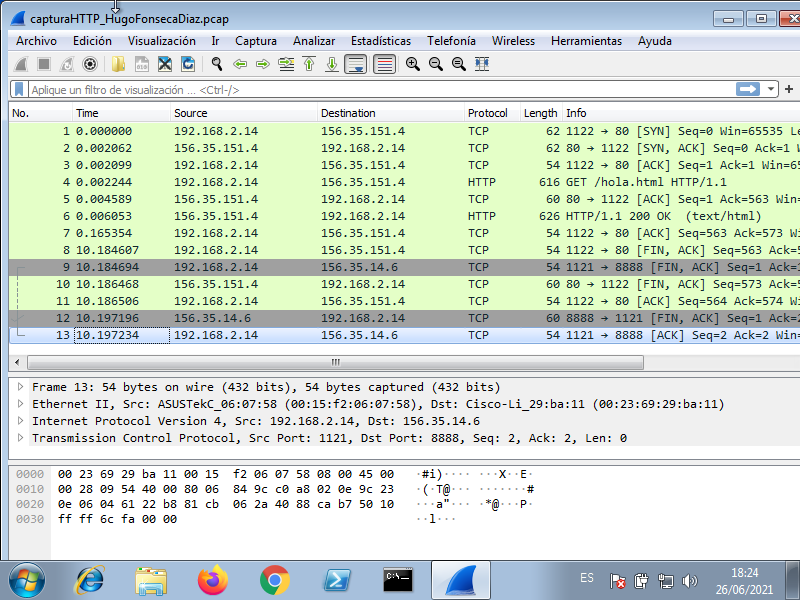 capturaHTTP_HugoFonsecaDiaz.pcap
Archivo Edición Visualización Ir Captura Analizar Estadísticas Telefonía Wireless Herramientas Ayuda
Aplique un filtro de visualización ... <Ctrl-/>
No. Time Source Destination Protocol Length Info
1 0.000000 192.168.2.14 156.35.151.4 TCP 62 1122 → 80 [SYN] Seq=0 Win=65535 Le
2 0.002062 156.35.151.4 192.168.2.14 TCP 62 80 → 1122 [SYN, ACK] Seq=0 Ack=1 W
3 0.002099 192.168.2.14 156.35.151.4 TCP 54 1122 → 80 [ACK] Seq=1 Ack=1 Win=65
4 0.002244 192.168.2.14 156.35.151.4 HTTP 616 GET /hola.html HTTP/1.1
5 0.004589 156.35.151.4 192.168.2.14 TCP 60 80 → 1122 [ACK] Seq=1 Ack=563 Win=
6 0.006053 156.35.151.4 192.168.2.14 HTTP 626 HTTP/1.1 200 OK (text/html)
7 0.165354 192.168.2.14 156.35.151.4 TCP 54 1122 → 80 [ACK] Seq=563 Ack=573 Wi
8 10.184607 192.168.2.14 156.35.151.4 TCP 54 1122 → 80 [FIN, ACK] Seq=563 Ack=5
9 10.184694 192.168.2.14 156.35.14.6 TCP 54 1121 → 8888 [FIN, ACK] Seq=1 Ack=1
10 10.186468 156.35.151.4 192.168.2.14 TCP 60 80 → 1122 [FIN, ACK] Seq=573 Ack=5
11 10.186506 192.168.2.14 156.35.151.4 TCP 54 1122 → 80 [ACK] Seq=564 Ack=574 Wi
12 10.197196 156.35.14.6 192.168.2.14 TCP 60 8888 → 1121 [FIN, ACK] Seq=1 Ack=2
13 10.197234 192.168.2.14 156.35.14.6 TCP 54 1121 → 8888 [ACK] Seq=2 Ack=2 Win=
Frame 13: 54 bytes on wire (432 bits), 54 bytes captured (432 bits)
Ethernet II, Src: ASUSTekC_06:07:58 (00:15:f2:06:07:58), Dst: Cisco-Li_29:ba:11 (00:23:69:29:ba:11)
Internet Protocol Version 4, Src: 192.168.2.14, Dst: 156.35.14.6
Transmission Control Protocol, Src Port: 1121, Dst Port: 8888, Seq: 2, Ack: 2, Len: 0
0000 00 23 69 29 ba 11 00 15 f2 06 07 58 08 00 45 00 ·#i)···· ···X··E·
0010 00 28 09 54 40 00 80 06 84 9c c0 a8 02 0e 9c 23 ·(·T@··· ·······#
0020 0e 06 04 61 22 b8 81 cb 06 2a 40 88 ca b7 50 10 ···a"··· ·*@···P·
0030 ff ff 6c fa 00 00 ··l···
C:\_
ES
18:24
26/06/2021